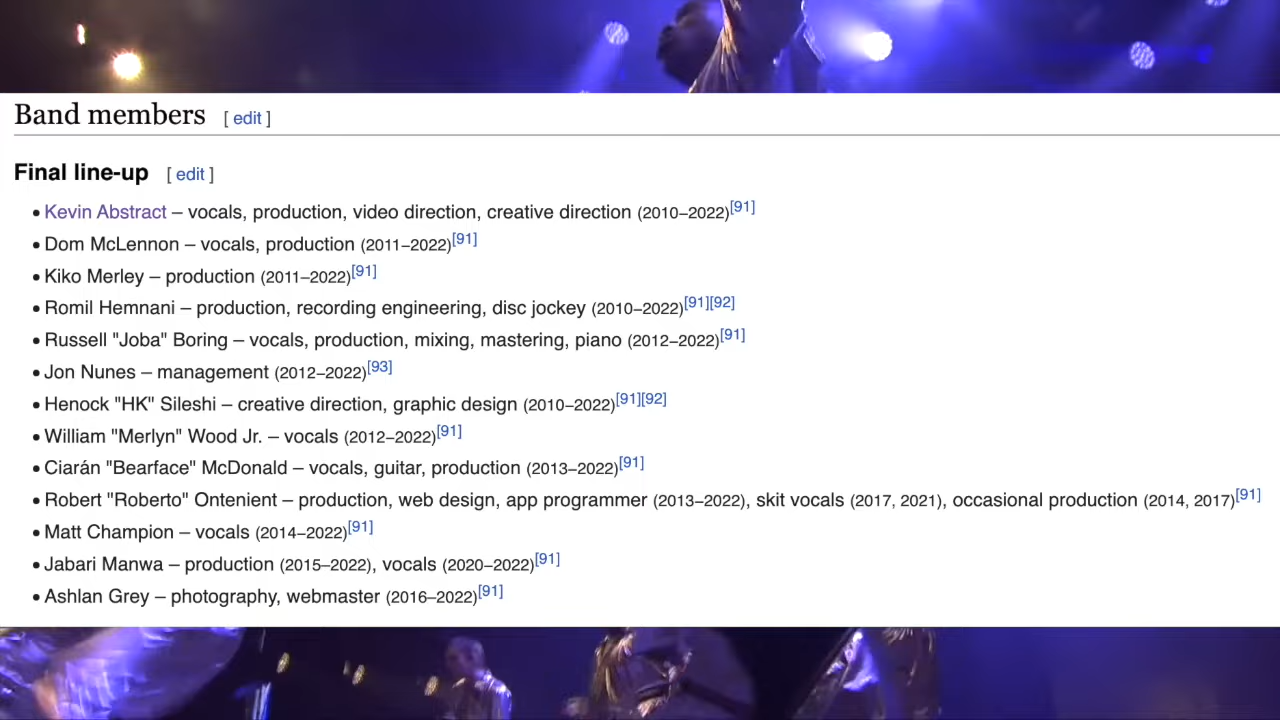 Band members [ edit ]
Final line-up [ edit ]
• Kevin Abstract – vocals, production, video direction, creative direction (2010–2022)[91]
• Dom McLennon – vocals, production (2011–2022)[91]
• Kiko Merley – production (2011–2022)[91]
• Romil Hemnani – production, recording engineering, disc jockey (2010–2022)[91][92]
• Russell "Joba" Boring – vocals, production, mixing, mastering, piano (2012–2022)[91]
• Jon Nunes – management (2012–2022)[93]
• Henock "HK" Sileshi – creative direction, graphic design (2010–2022)[91][92]
• William "Merlyn" Wood Jr. – vocals (2012–2022)[91]
• Ciarán "Bearface" McDonald – vocals, guitar, production (2013–2022)[91]
• Robert "Roberto" Ontenient – production, web design, app programmer (2013–2022), skit vocals (2017, 2021), occasional production (2014, 2017)[91]
• Matt Champion – vocals (2014–2022)[91]
• Jabari Manwa – production (2015–2022), vocals (2020–2022)[91]
• Ashlan Grey – photography, webmaster (2016–2022)[91]